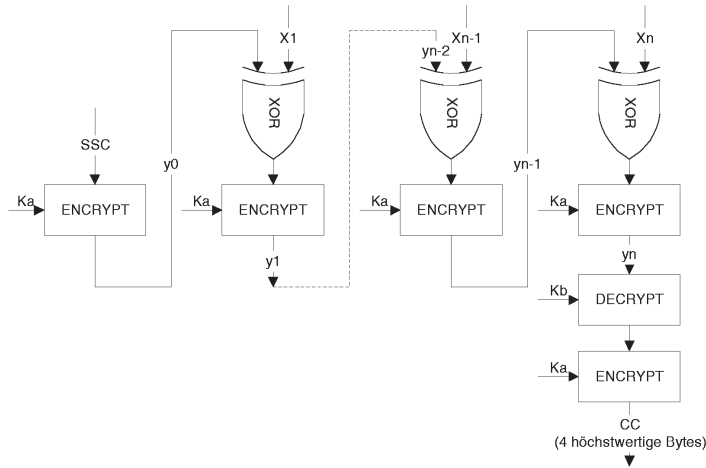 X1
yn-2
Xn-1
Xn
XOR
XOR
XOR
SSC
y0
yn-1
Ka
ENCRYPT
Ka
ENCRYPT
Ka
ENCRYPT
Ka
ENCRYPT
y1
yn
Kb
DECRYPT
Ka
ENCRYPT
CC
(4 höchstwertige Bytes)